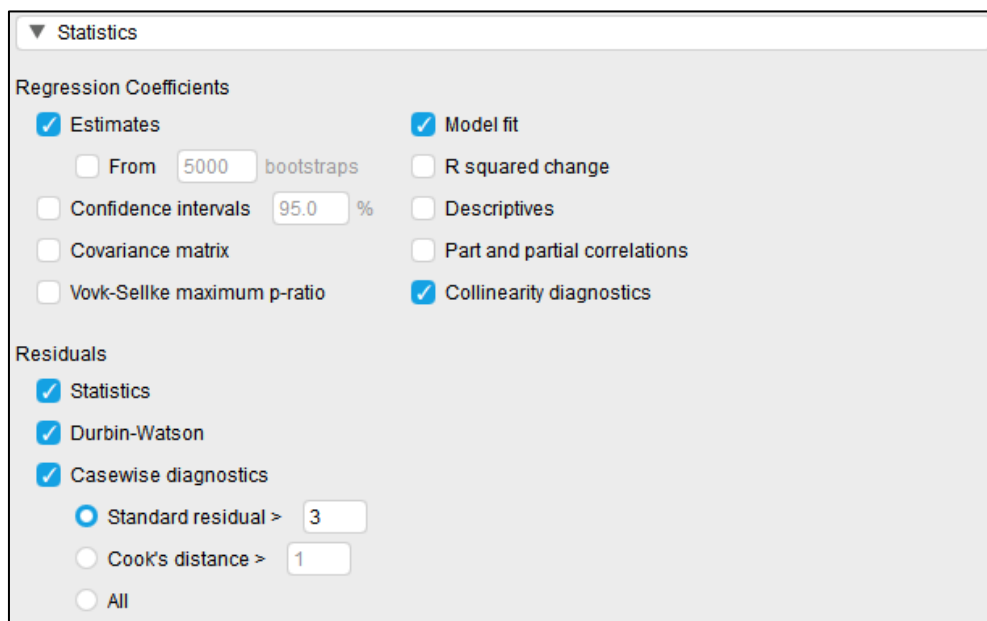 Statistics
Regression Coefficients
Estimates
Model fit
From 5000 bootstraps
R squared change
Confidence intervals 95.0 %
Descriptives
Covariance matrix
Part and partial correlations
Vovk-Sellke maximum p-ratio
Collinearity diagnostics
Residuals
Statistics
Durbin-Watson
Casewise diagnostics
Standard residual > 3
Cook's distance > 1
All